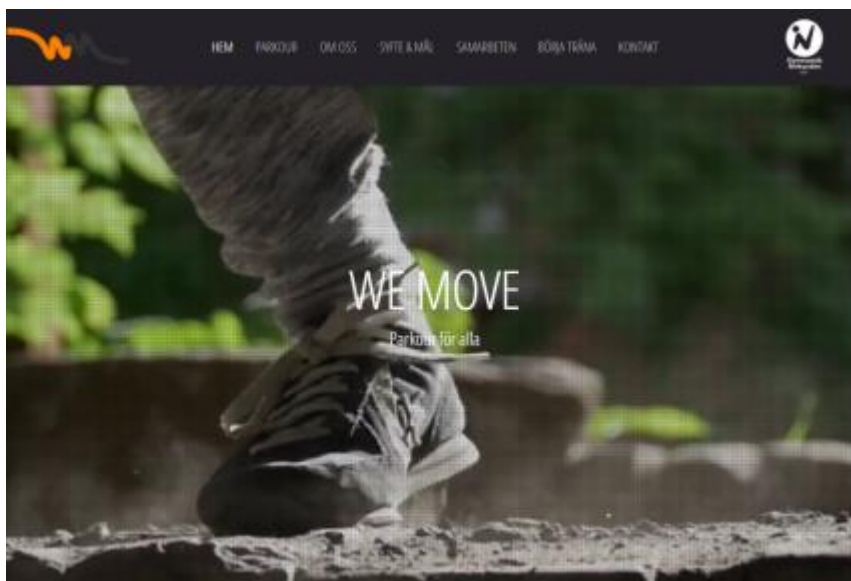 HEM PARKOUR OM OSS SYFTE & MÅL SAMARBETEN BÖRJA TRÄNA KONTAKT
WE MOVE
Parkour för alla